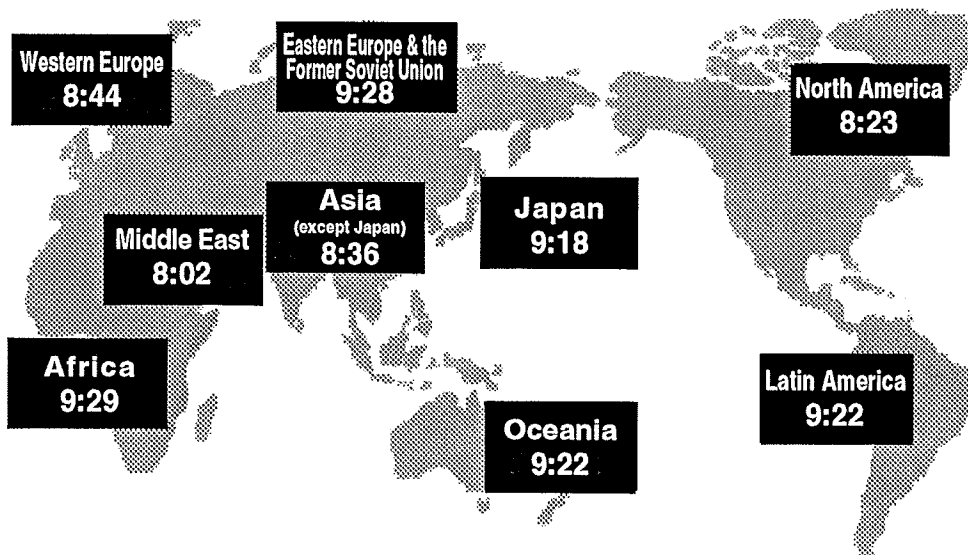 Western Europe
8:44
Eastern Europe & the
Former Soviet Union
9:28
North America
8:23
Middle East
8:02
Asia
(except Japan)
8:36
Japan
9:18
Africa
9:29
Oceania
9:22
Latin America
9:22